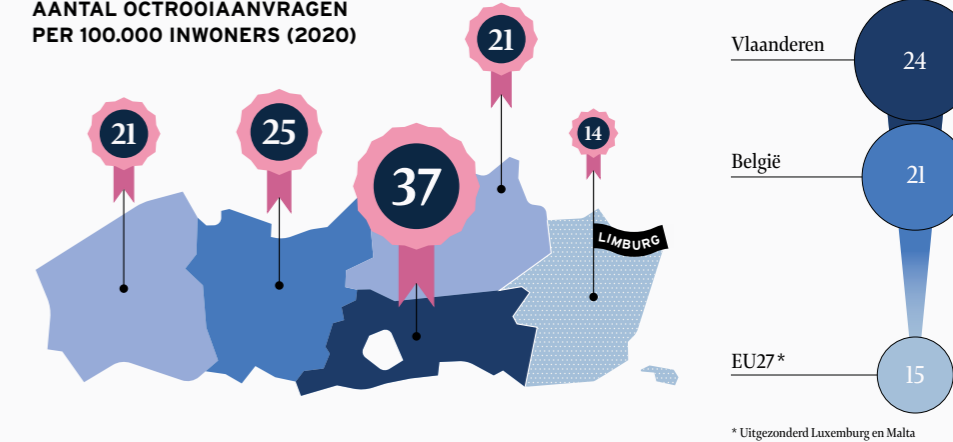 AANTAL OCTROOIAANVRAGEN
PER 100.000 INWONERS (2020)
21
25
37
21
14
LIMBURG
Vlaanderen
24
België
21
EU27*
15
* Uitgezonderd Luxemburg en Malta